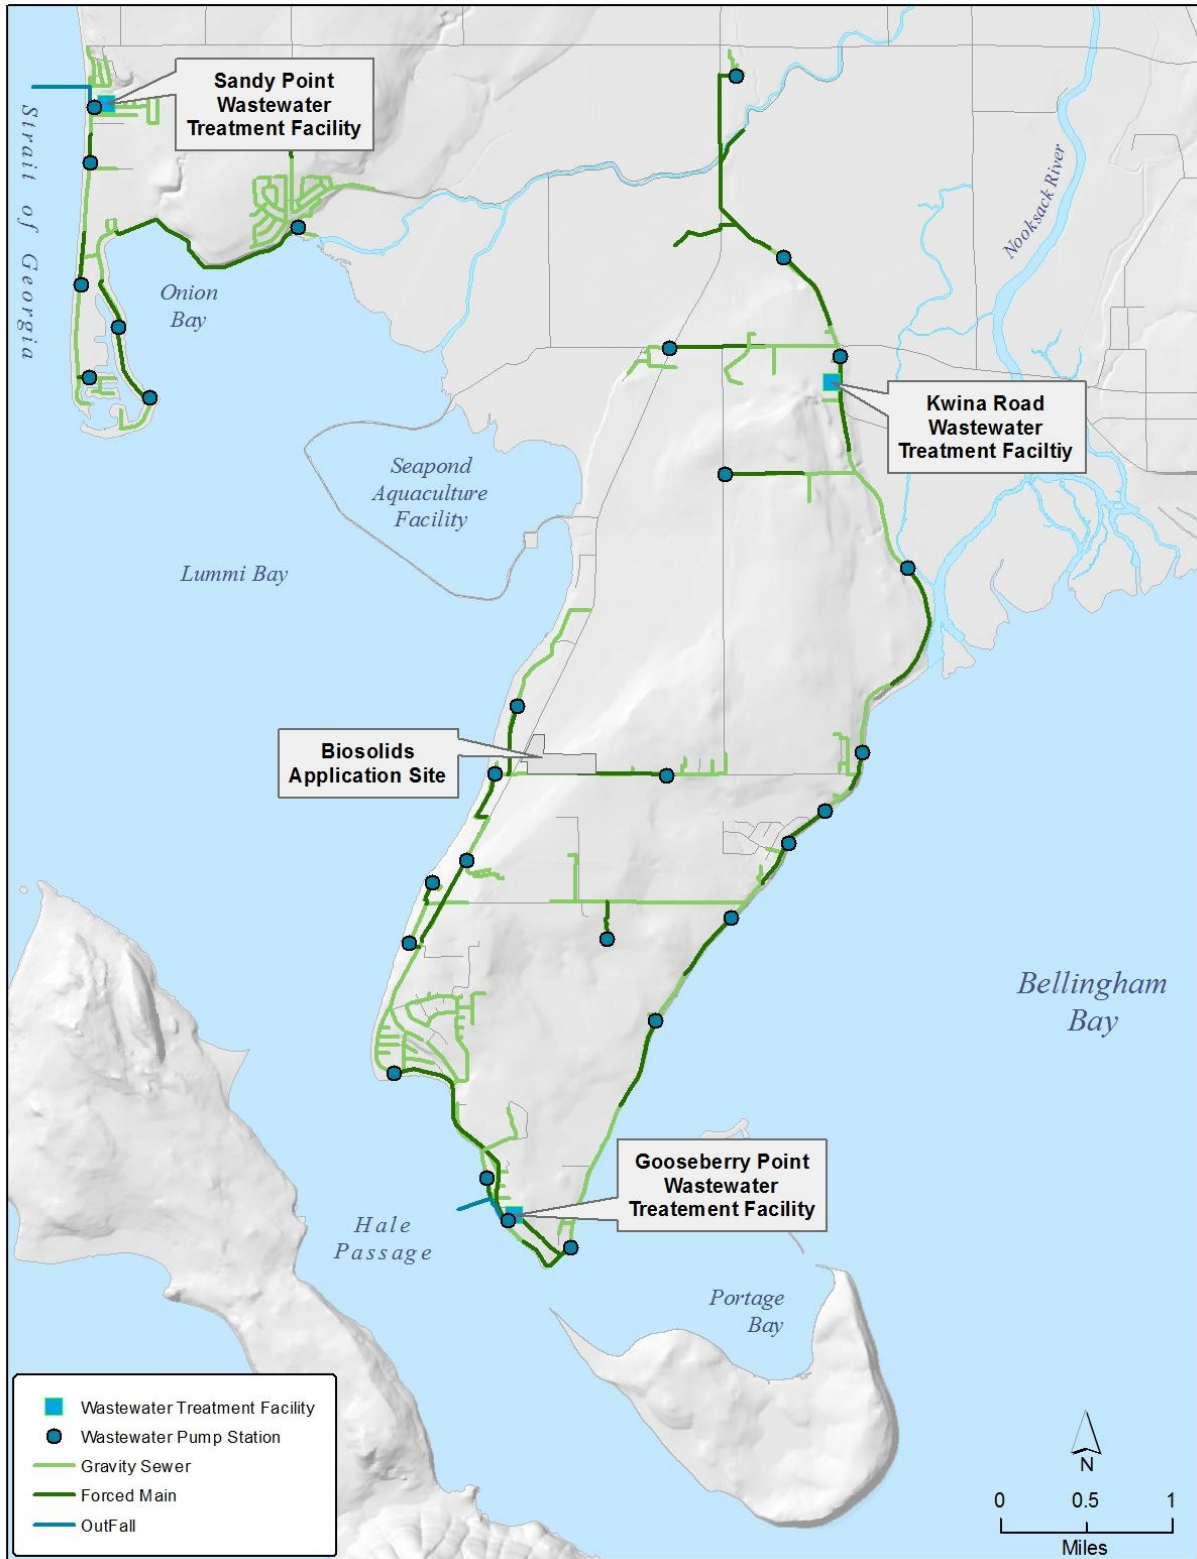 Sandy Point
Wastewater
Treatment Facility
Strait of Georgia
Onion
Bay
Nooksack River
Kwina Road
Wastewater
Treatment Faciltiy
Seapond
Aquaculture
Facility
Lummi Bay
Biosolids
Application Site
Bellingham
Bay
Gooseberry Point
Wastewater
Treatement Facility
Hale
Passage
Portage
Bay
Wastewater Treatment Facility
Wastewater Pump Station
Gravity Sewer
Forced Main
OutFall
N
0 0.5 1
Miles